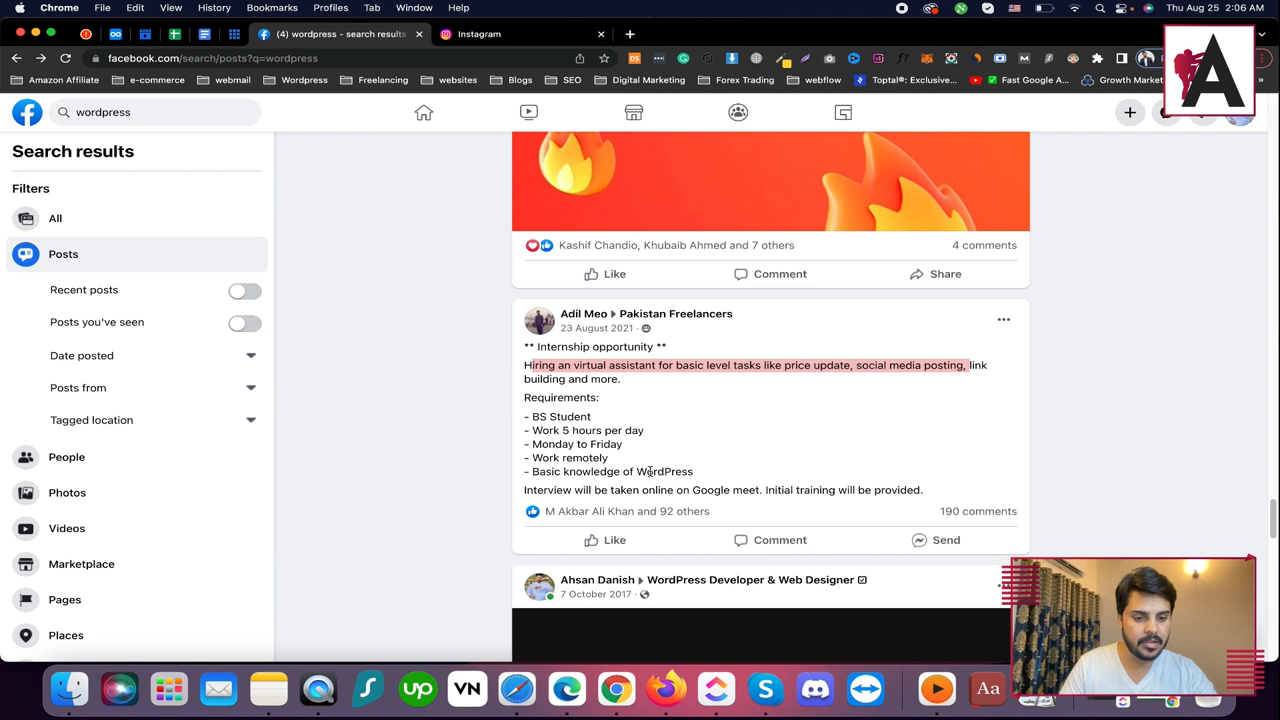 Chrome File Edit View History Bookmarks Profiles Tab Window Help
Thu Aug 25 2:06 AM
(4) wordpress - search results
Instagram
facebook.com/search/posts?q=wordpress
Amazon Affiliate e-commerce webmail Wordpress Freelancing websites Blogs SEO Digital Marketing Forex Trading webflow Toptal®: Exclusive... Fast Google A... Growth Market
A
wordpress
Search results
Filters
All
Posts
Recent posts
Posts you've seen
Date posted
Posts from
Tagged location
People
Photos
Videos
Marketplace
Pages
Places
Kashif Chandio, Khubaib Ahmed and 7 others
4 comments
Like Comment Share
Adil Meo Pakistan Freelancers
23 August 2021
** Internship opportunity **
Hiring an virtual assistant for basic level tasks like price update, social media posting, link
building and more.
Requirements:
- BS Student
- Work 5 hours per day
- Monday to Friday
- Work remotely
- Basic knowledge of WordPress
Interview will be taken online on Google meet. Initial training will be provided.
M Akbar Ali Khan and 92 others
190 comments
Like Comment Send
Ahsan Danish WordPress Developer & Web Designer
7 October 2017
up VN Aa